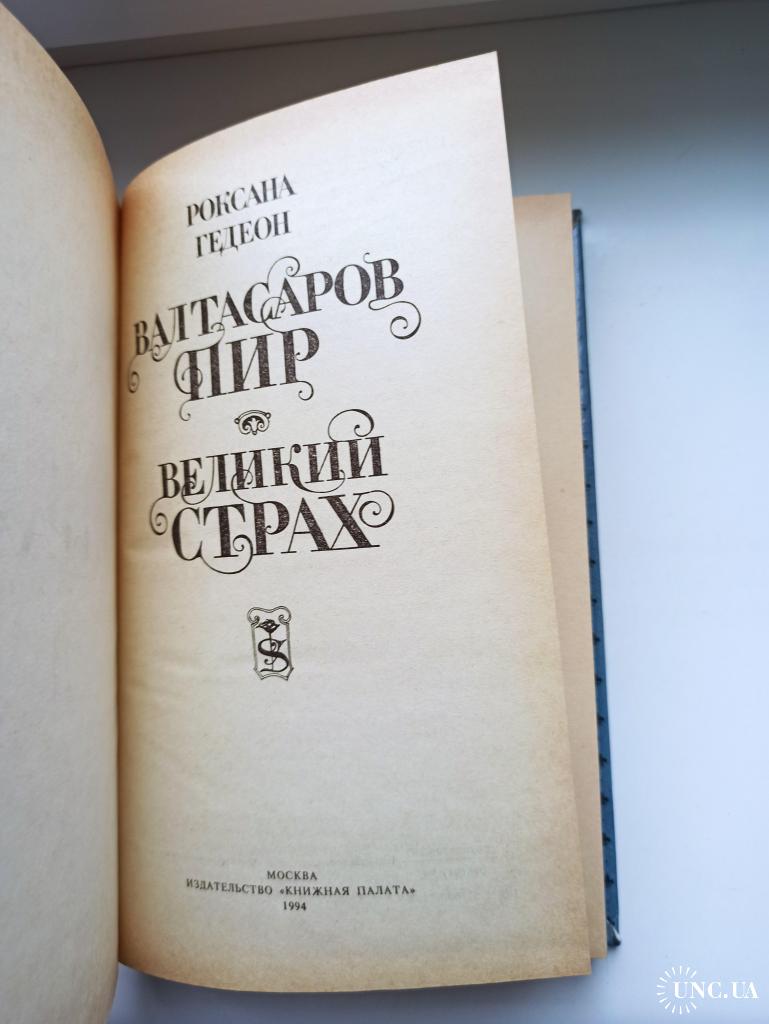 РОКСАНА
ГЕДЕОН
ВАЛТАСАРОВ
ПИР
ВЕЛИКИЙ
СТРАХ
S
МОСКВА
ИЗДАТЕЛЬСТВО «КНИЖНАЯ ПАЛАТА»
1994
UNC.UA